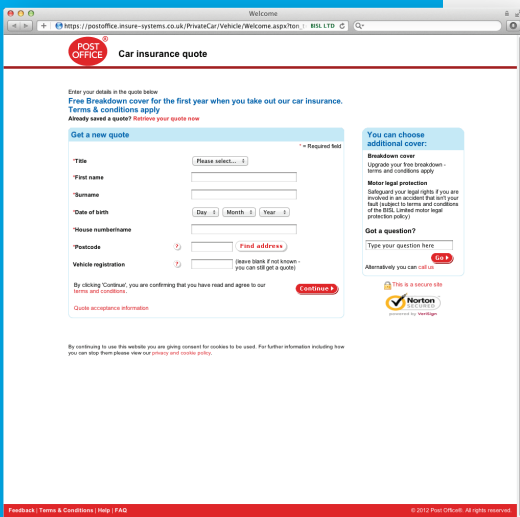 Welcome
https://postoffice.insure-systems.co.uk/PrivateCar/Vehicle/Welcome.aspx?ton_t BISL LTD
POST OFFICE ®
Car insurance quote
Enter your details in the quote below
Free Breakdown cover for the first year when you take out our car insurance.
Terms & conditions apply
Already saved a quote? Retrieve your quote now
Get a new quote
* = Required field
*Title Please select...
*First name
*Surname
*Date of birth Day Month Year
*House number/name
*Postcode ? Find address
Vehicle registration ? (leave blank if not known -
you can still get a quote)
By clicking 'Continue', you are confirming that you have read and agree to our
terms and conditions.
Continue
Quote acceptance information
You can choose
additional cover:
Breakdown cover
Upgrade your free breakdown -
terms and conditions apply
Motor legal protection
Safeguard your legal rights if you are
involved in an accident that isn't your
fault (subject to terms and conditions
of the BISL Limited motor legal
protection policy)
Got a question?
Type your question here
Go
Alternatively you can call us
This is a secure site
Norton
SECURED
powered by VeriSign
By continuing to use this website you are giving consent for cookies to be used. For further information including how
you can stop them please view our privacy and cookie policy.
Feedback | Terms & Conditions | Help | FAQ
© 2012 Post Office®. All rights reserved.